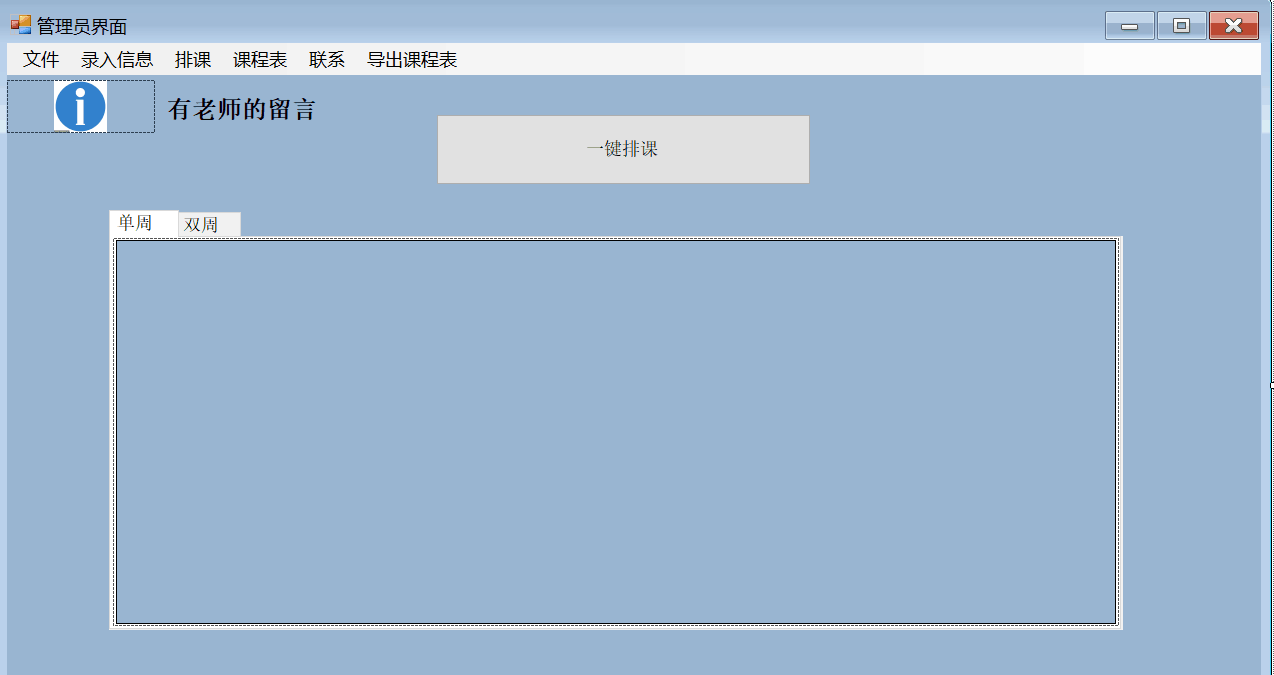 管理员界面
文件 录入信息 排课 课程表 联系 导出课程表
有老师的留言
一键排课
单周 双周